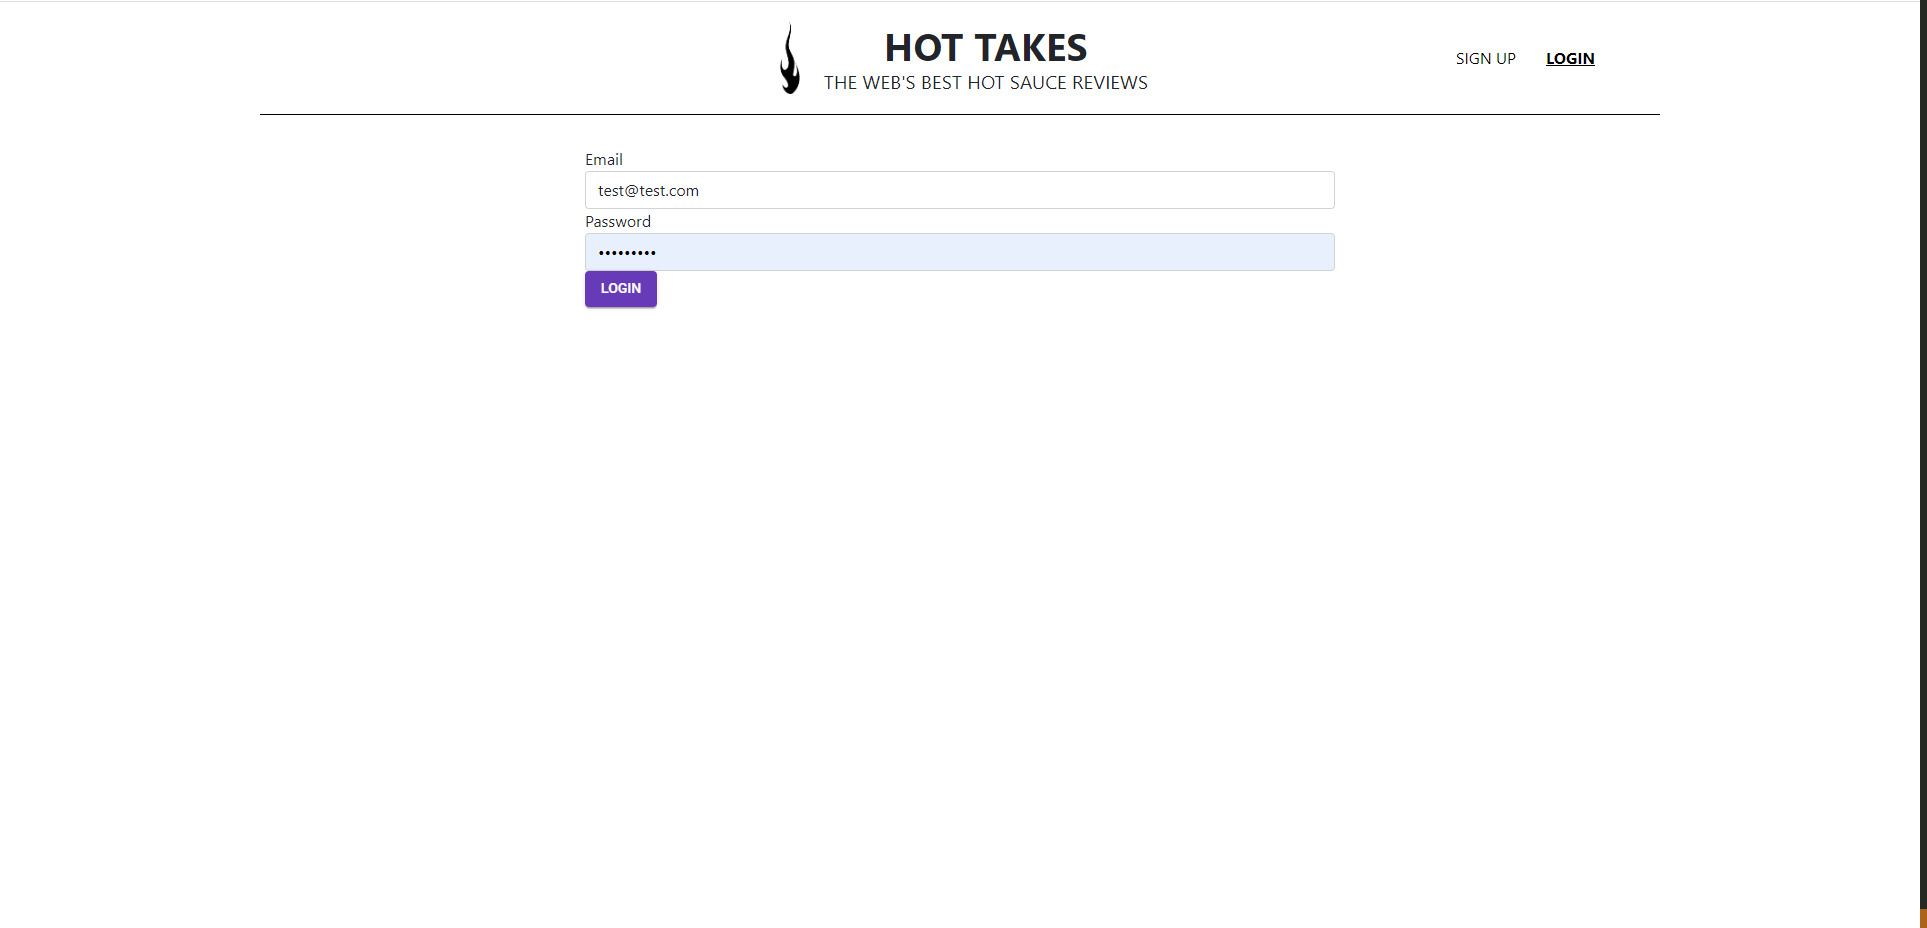 HOT TAKES
THE WEB'S BEST HOT SAUCE REVIEWS
SIGN UP
LOGIN
Email
test@test.com
Password
•••••••••
LOGIN